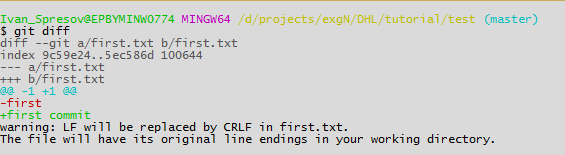 Ivan_Spresov@EPBYMINW0774 MINGW64 /d/projects/exgN/DHL/tutorial/test (master)
$ git diff
diff --git a/first.txt b/first.txt
index 9c59e24..5ec586d 100644
--- a/first.txt
+++ b/first.txt
@@ -1 +1 @@
-first
+first commit
warning: LF will be replaced by CRLF in first.txt.
The file will have its original line endings in your working directory.